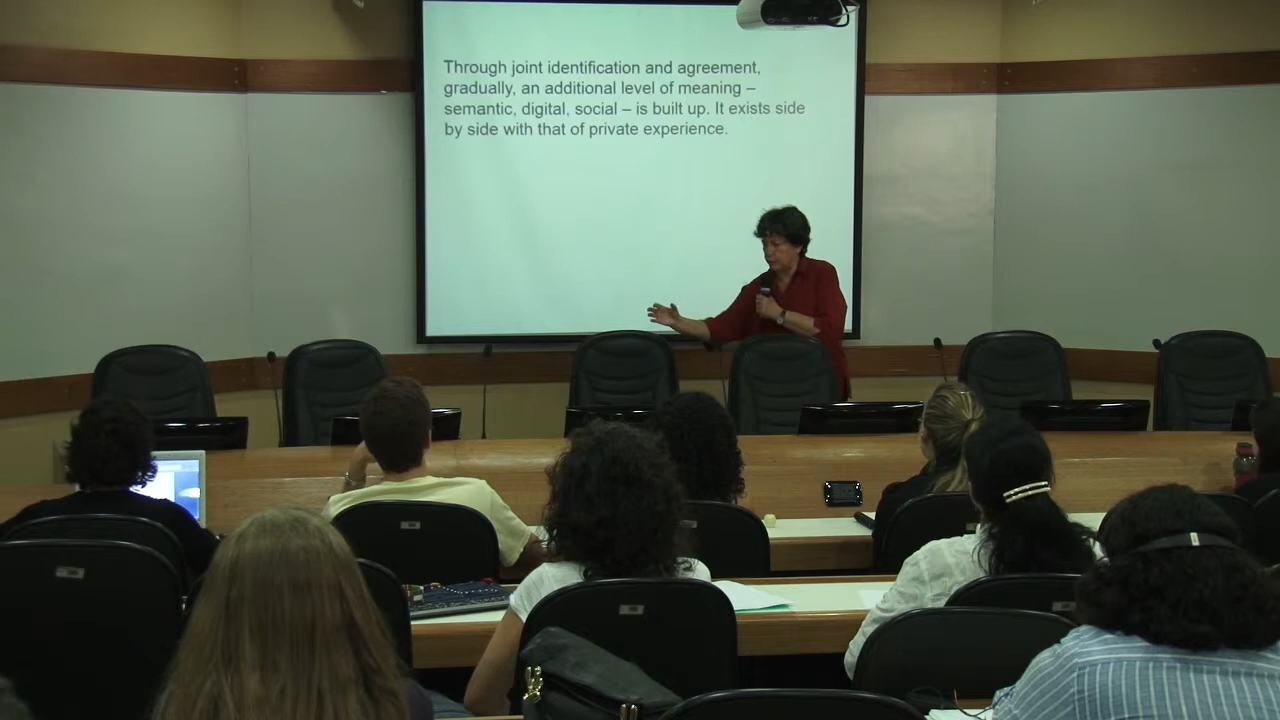 Through joint identification and agreement,
gradually, an additional level of meaning –
semantic, digital, social – is built up. It exists side
by side with that of private experience.